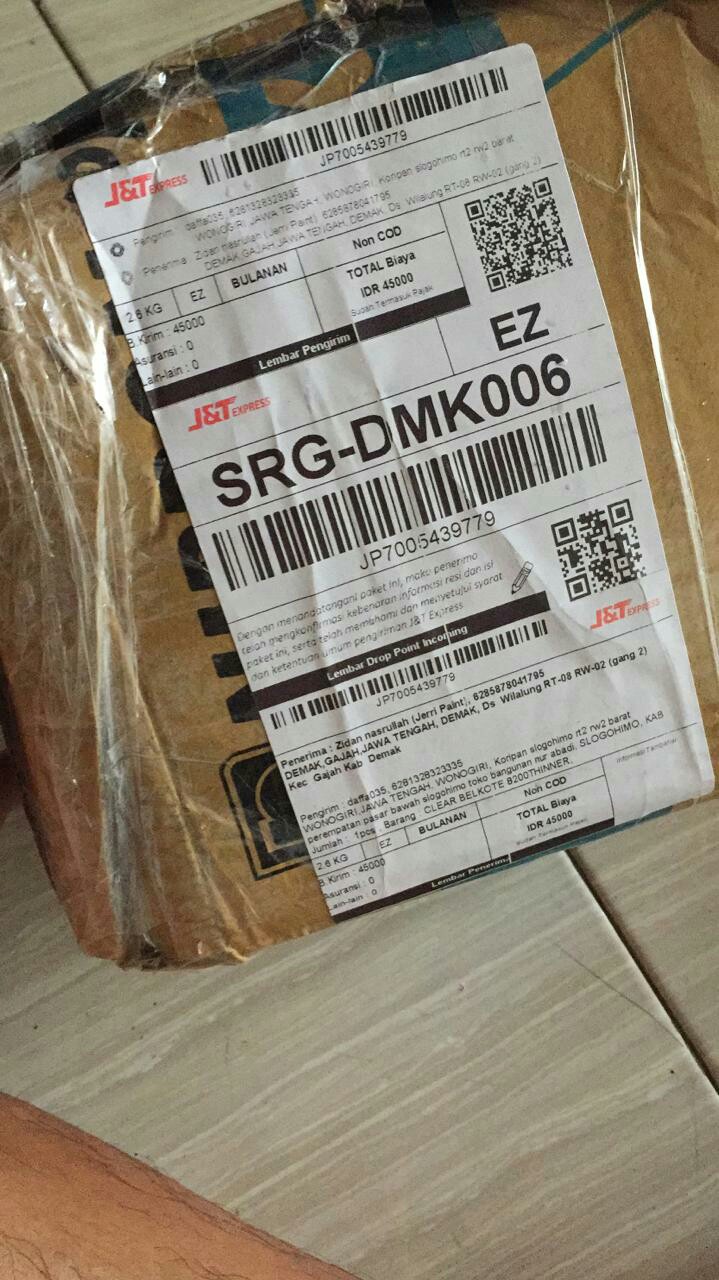 J&T EXPRESS
JP7005439779
Pengirim : daffa035, 6281328323335
WONOGIRI, JAWA TENGAH, WONOGIRI, Koripan slogohimo rt2 rw2 barat
Penerima : Zidan nasrullah (Jerri Paint) 6285878041795
DEMAK, GAJAH, JAWA TENGAH, DEMAK, Ds Wilalung RT-08 RW-02 (gang 2)
2.6 KG EZ BULANAN Non COD
B. Kirim : 45000 TOTAL Biaya
Asuransi : 0 IDR 45000
Lain-lain : 0 Sudah Termasuk Pajak
Lembar Pengirim
EZ
J&T EXPRESS
SRG-DMK006
JP7005439779
Dengan menandatangani paket ini, maka penerima
telah mengkonfirmasi kebenaran informasi resi dan isi
paket ini, serta telah memahami dan menyetujui syarat
dan ketentuan umum pengiriman J&T Express
J&T EXPRESS
Lembar Drop Point Incoming
JP7005439779
Penerima : Zidan nasrullah (Jerri Paint), 6285878041795
DEMAK,GAJAH,JAWA TENGAH, DEMAK, Ds Wilalung RT-08 RW-02 (gang 2)
Kec Gajah Kab Demak
Pengirim : daffa035, 6281328323335
WONOGIRI,JAWA TENGAH, WONOGIRI, Koripan slogohimo rt2 rw2 barat
perempatan pasar bawah slogohimo toko bangunan nur abadi, SLOGOHIMO, KAB
Jumlah : 1pcs, Barang : CLEAR BELKOTE 8200THINNER,
Informasi Tambahan
2.6 KG EZ BULANAN Non COD
B. Kirim : 45000 TOTAL Biaya
Asuransi : 0 IDR 45000
Lain-lain : 0 Sudah Termasuk Pajak
Lembar Penerima